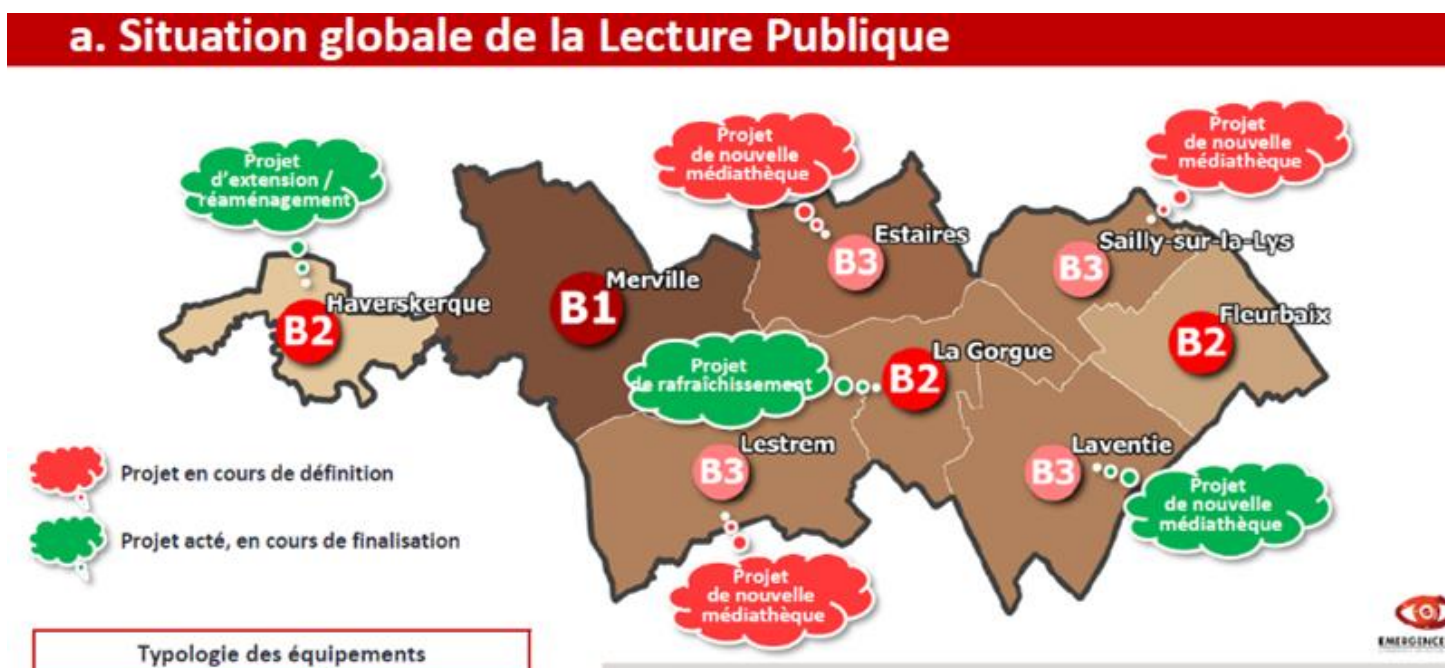 a. Situation globale de la Lecture Publique
Projet
d'extension /
réaménagement
Projet
de nouvelle
médiathèque
Projet
de nouvelle
médiathèque
Haverskerque
B2
Merville
B1
Estaires
B3
Sailly-sur-la-Lys
B3
Fleurbaix
B2
Projet
de rafraîchissement
La Gorgue
B2
Lestrem
B3
Laventie
B3
Projet
de nouvelle
médiathèque
Projet
de nouvelle
médiathèque
Projet en cours de définition
Projet acté, en cours de finalisation
Typologie des équipements
EMERGENCE